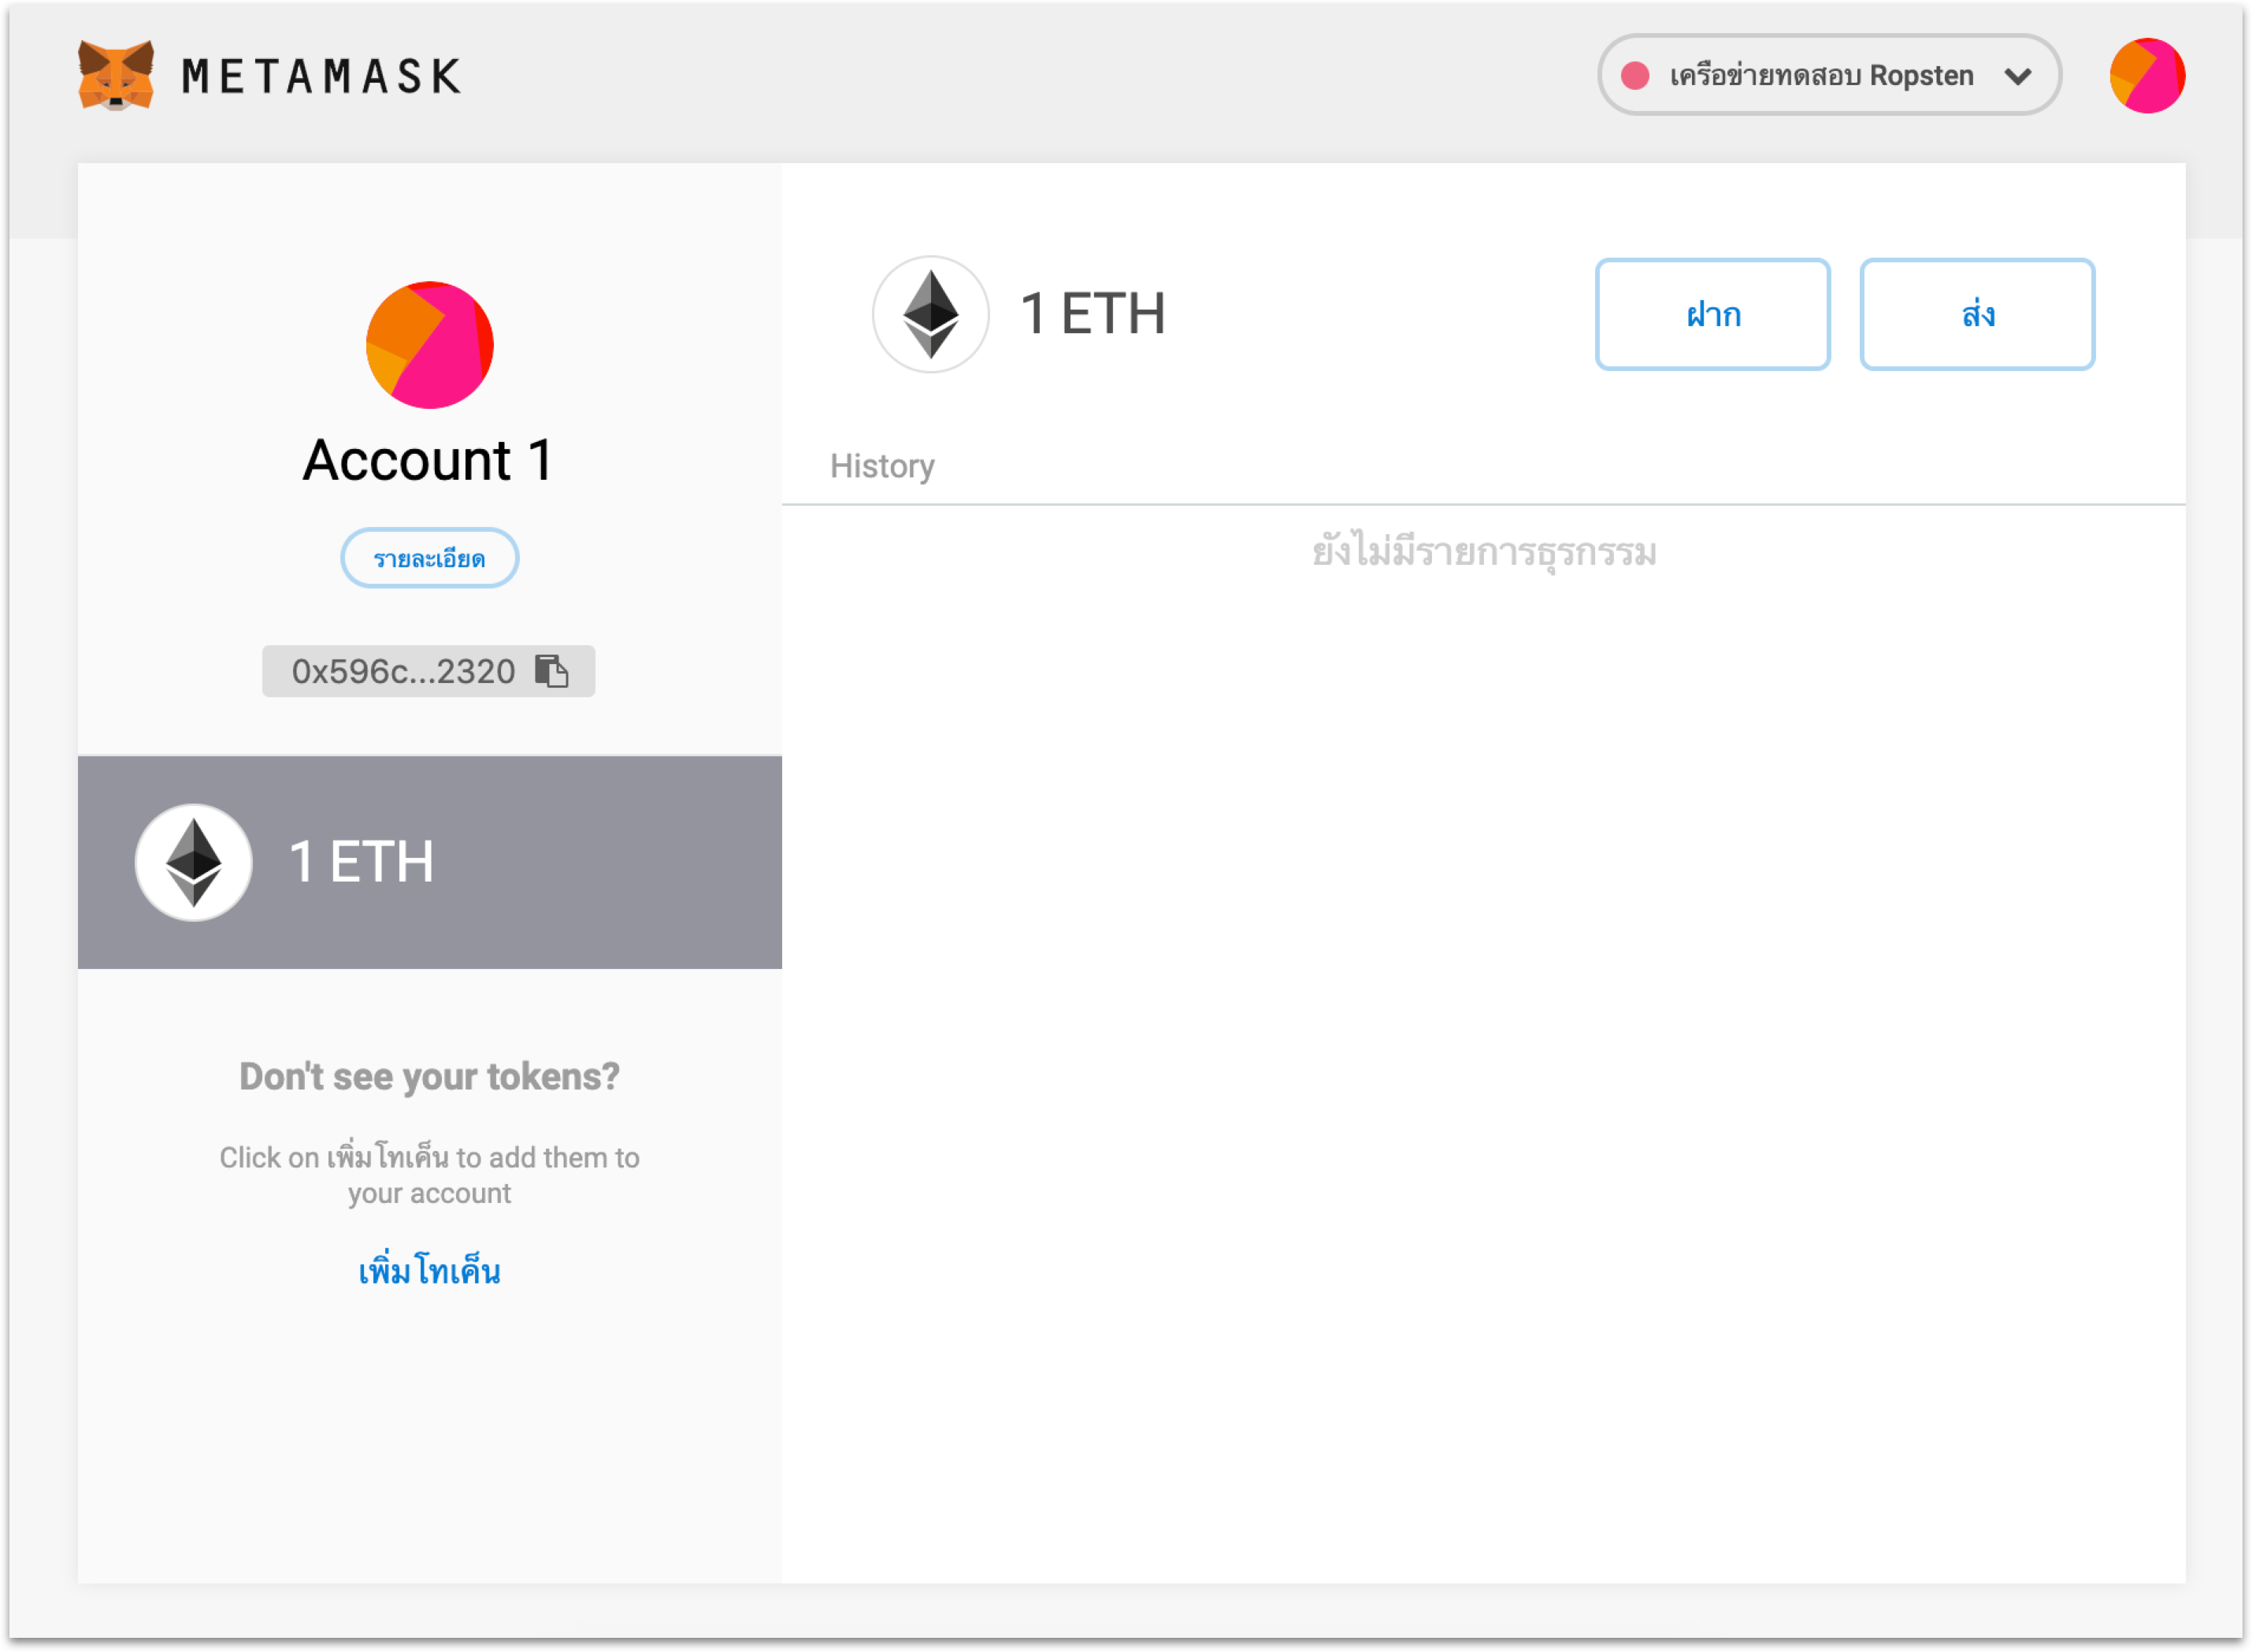 METAMASK
เครือข่ายทดสอบ Ropsten
Account 1
รายละเอียด
0x596c...2320
1 ETH
Don't see your tokens?
Click on เพิ่มโทเค็น to add them to
your account
เพิ่มโทเค็น
1 ETH
ฝาก
ส่ง
History
ยังไม่มีรายการธุรกรรม